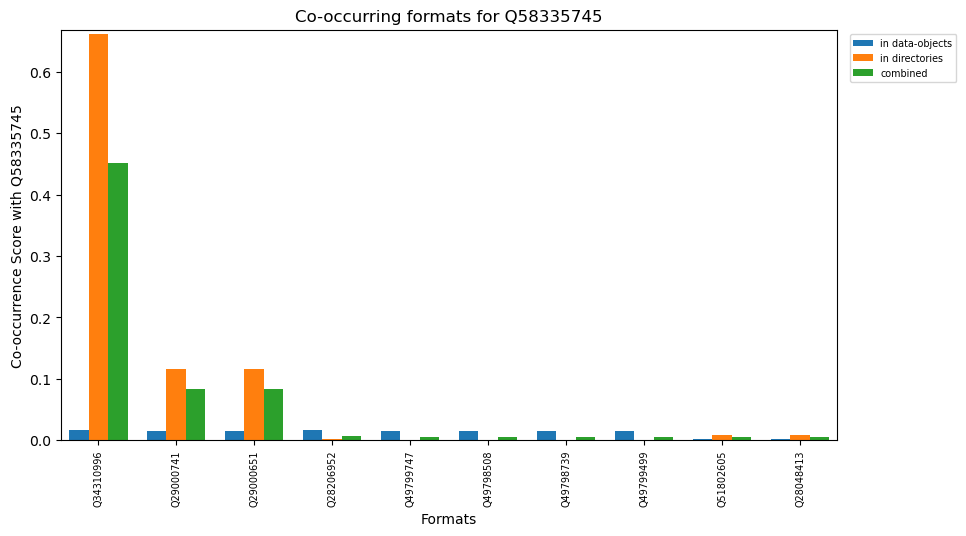 Co-occurring formats for Q58335745
Co-occurrence Score with Q58335745
0.6
0.5
0.4
0.3
0.2
0.1
0.0
in data-objects
in directories
combined
Q34310996
Q29000741
Q29000651
Q28206952
Q49799747
Q49798508
Q49798739
Q49799499
Q51802605
Q28048413
Formats